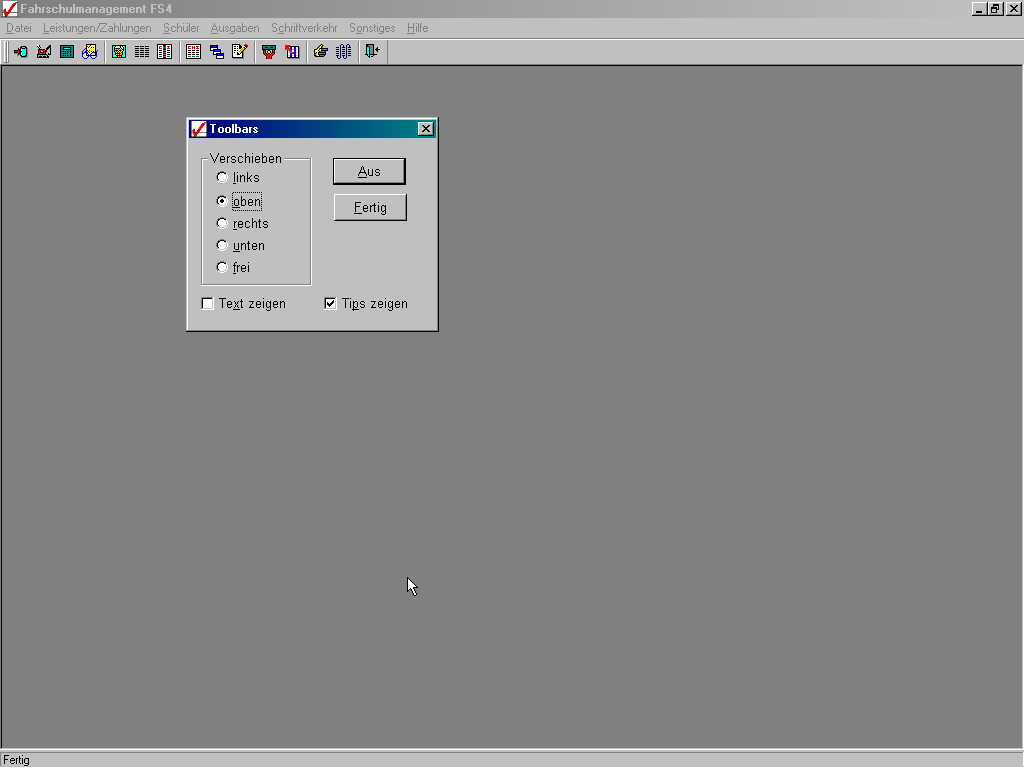 Fahrschulmanagement FS4
Datei Leistungen/Zahlungen Schüler Ausgaben Schriftverkehr Sonstiges Hilfe
Toolbars
Verschieben
links
oben
rechts
unten
frei
Aus
Fertig
Text zeigen
Tips zeigen
Fertig